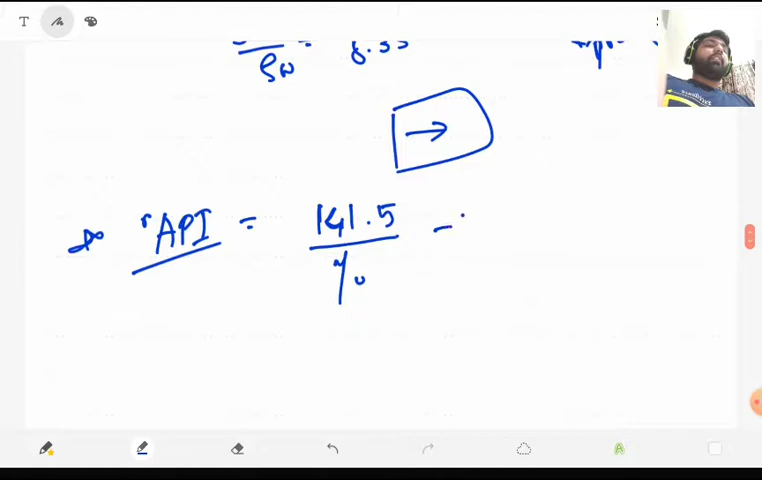 ρw = 8.33
°API = 141.5 / γo -